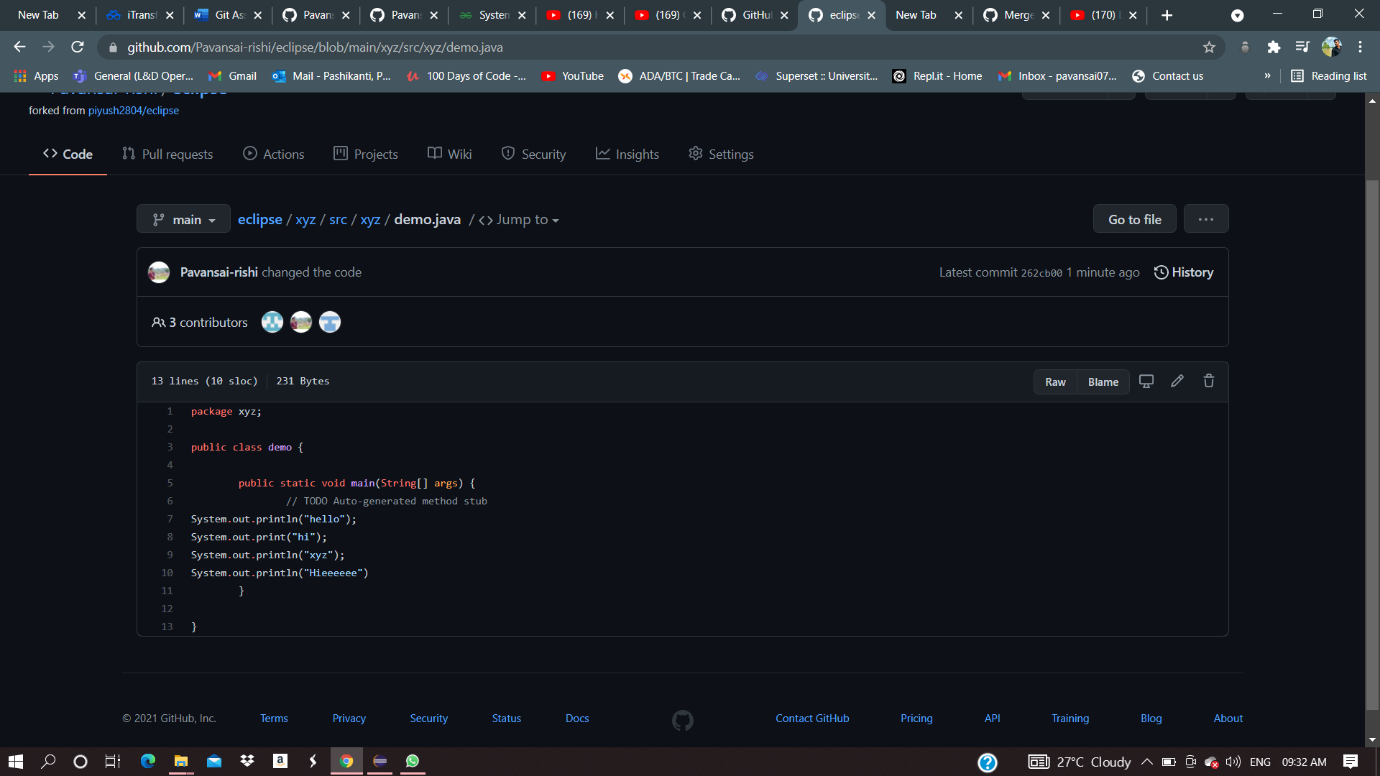 New Tab
iTransf
Git Ass
Pavans
Pavans
System
(169)
(169)
GitHub
eclipse
New Tab
Merge
(170)
github.com/Pavansai-rishi/eclipse/blob/main/xyz/src/xyz/demo.java
Apps General (L&D Oper... Gmail Mail - Pashikanti, P... 100 Days of Code -... YouTube ADA/BTC | Trade Ca... Superset :: Universit... Repl.it - Home Inbox - pavansai07... Contact us » Reading list
forked from piyush2804/eclipse
<> Code Pull requests Actions Projects Wiki Security Insights Settings
main eclipse / xyz / src / xyz / demo.java / <> Jump to Go to file ...
Pavansai-rishi changed the code Latest commit 262cb00 1 minute ago History
3 contributors
13 lines (10 sloc) 231 Bytes Raw Blame
1 package xyz;
2
3 public class demo {
4
5 public static void main(String[] args) {
6 // TODO Auto-generated method stub
7 System.out.println("hello");
8 System.out.print("hi");
9 System.out.println("xyz");
10 System.out.println("Hieeeeee")
11 }
12
13 }
© 2021 GitHub, Inc. Terms Privacy Security Status Docs Contact GitHub Pricing API Training Blog About
27°C Cloudy ENG 09:32 AM